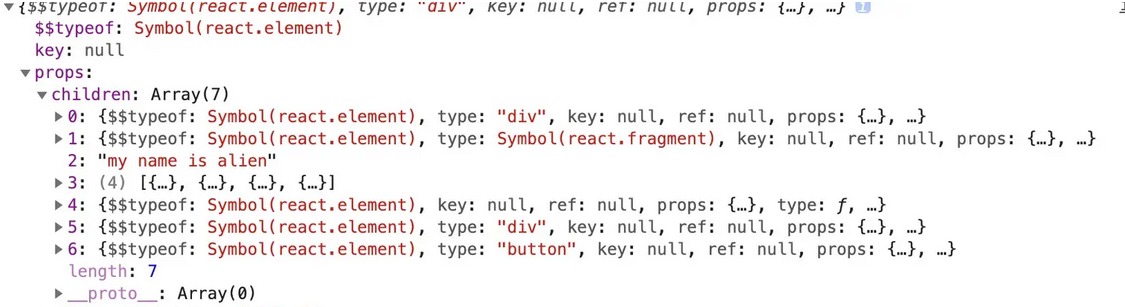 ▼{$$typeof: Symbol(react.element), type: "div", key: null, ref: null, props: {…}, …} i
$$typeof: Symbol(react.element)
key: null
▼props:
▼children: Array(7)
▶0: {$$typeof: Symbol(react.element), type: "div", key: null, ref: null, props: {…}, …}
▶1: {$$typeof: Symbol(react.element), type: Symbol(react.fragment), key: null, ref: null, props: {…}, …}
2: "my name is alien"
▶3: (4) [{…}, {…}, {…}, {…}]
▶4: {$$typeof: Symbol(react.element), key: null, ref: null, props: {…}, type: ƒ, …}
▶5: {$$typeof: Symbol(react.element), type: "div", key: null, ref: null, props: {…}, …}
▶6: {$$typeof: Symbol(react.element), type: "button", key: null, ref: null, props: {…}, …}
length: 7
▶__proto__: Array(0)